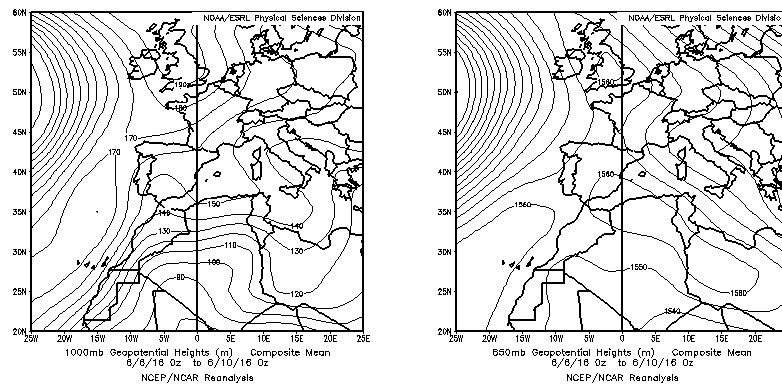 NOAA/ESRL Physical Sciences Division
60N
55N
50N
45N
40N
35N
30N
25N
20N
190
180
170
170
150
140
140
130
130
110
100
80
120
25W 20W 15W 10W 5W 0 5E 10E 15E 20E 25E
1000mb Geopotential Heights (m) Composite Mean
6/6/16 0z to 6/10/16 0z
NCEP/NCAR Reanalysis
NOAA/ESRL Physical Sciences Division
60N
55N
50N
45N
40N
35N
30N
25N
20N
1560
1560
1550
1540
25W 20W 15W 10W 5W 0 5E 10E 15E 20E
850mb Geopotential Heights (m) Composite Mean
6/6/16 0z to 6/10/16 0z
NCEP/NCAR Reanalysis